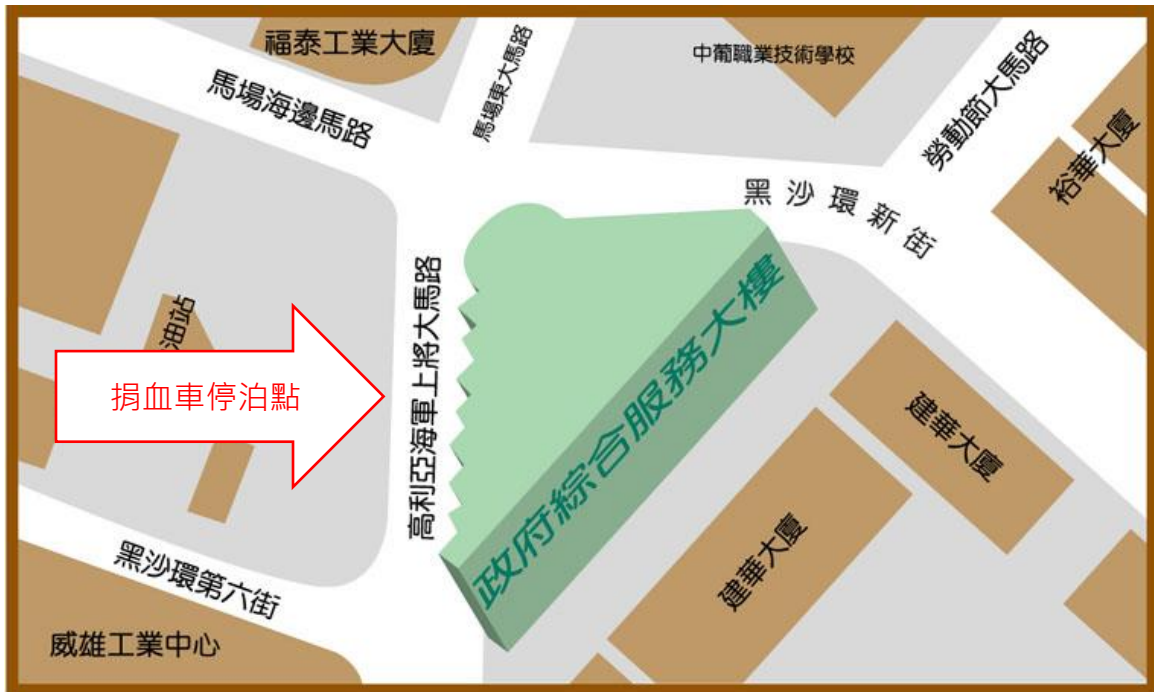 福泰工業大廈
馬場東大馬路
中葡職業技術學校
勞動節大馬路
馬場海邊馬路
裕華大廈
黑沙環新街
高利亞海軍上將大馬路
油站
捐血車停泊點
政府綜合服務大樓
建華大廈
建華大廈
黑沙環第六街
威雄工業中心